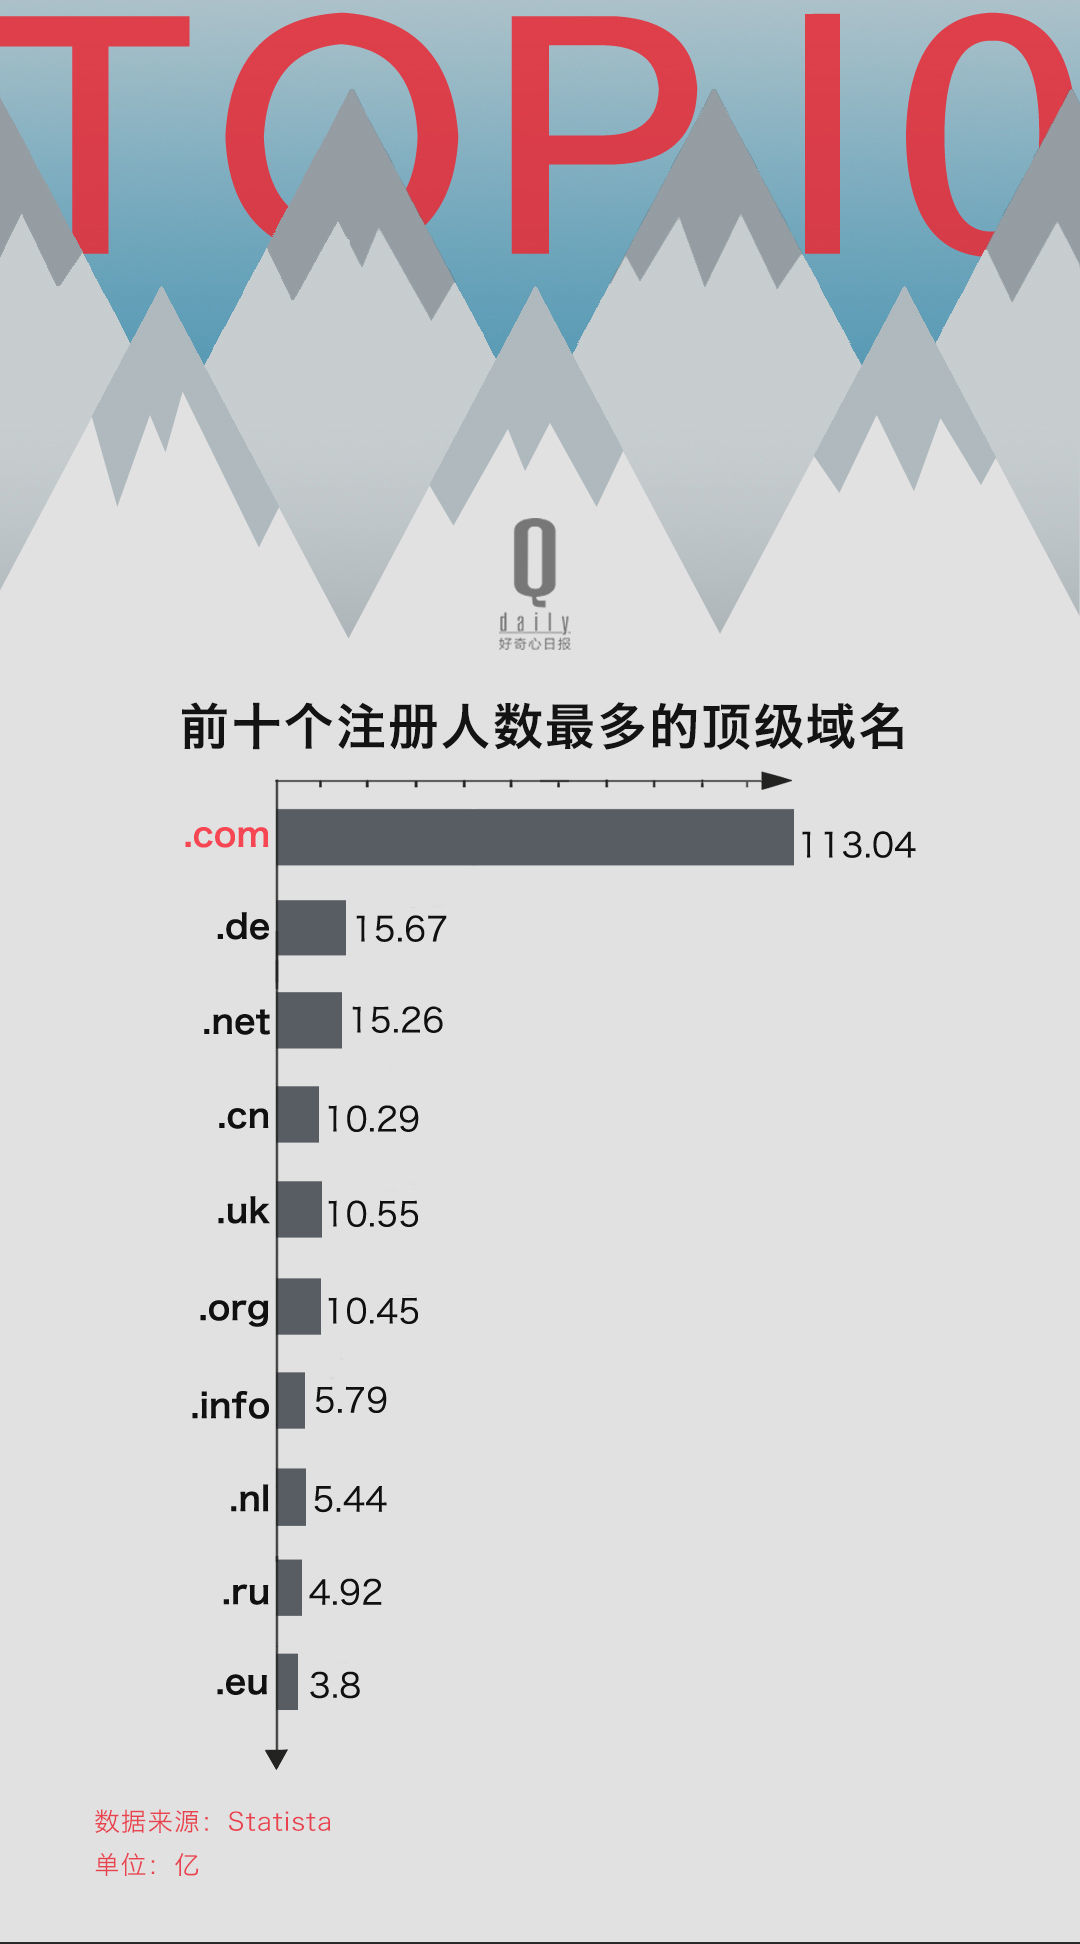 TOP10
Q
daily
好奇心日报
前十个注册人数最多的顶级域名
.com 113.04
.de 15.67
.net 15.26
.cn 10.29
.uk 10.55
.org 10.45
.info 5.79
.nl 5.44
.ru 4.92
.eu 3.8
数据来源：Statista
单位：亿